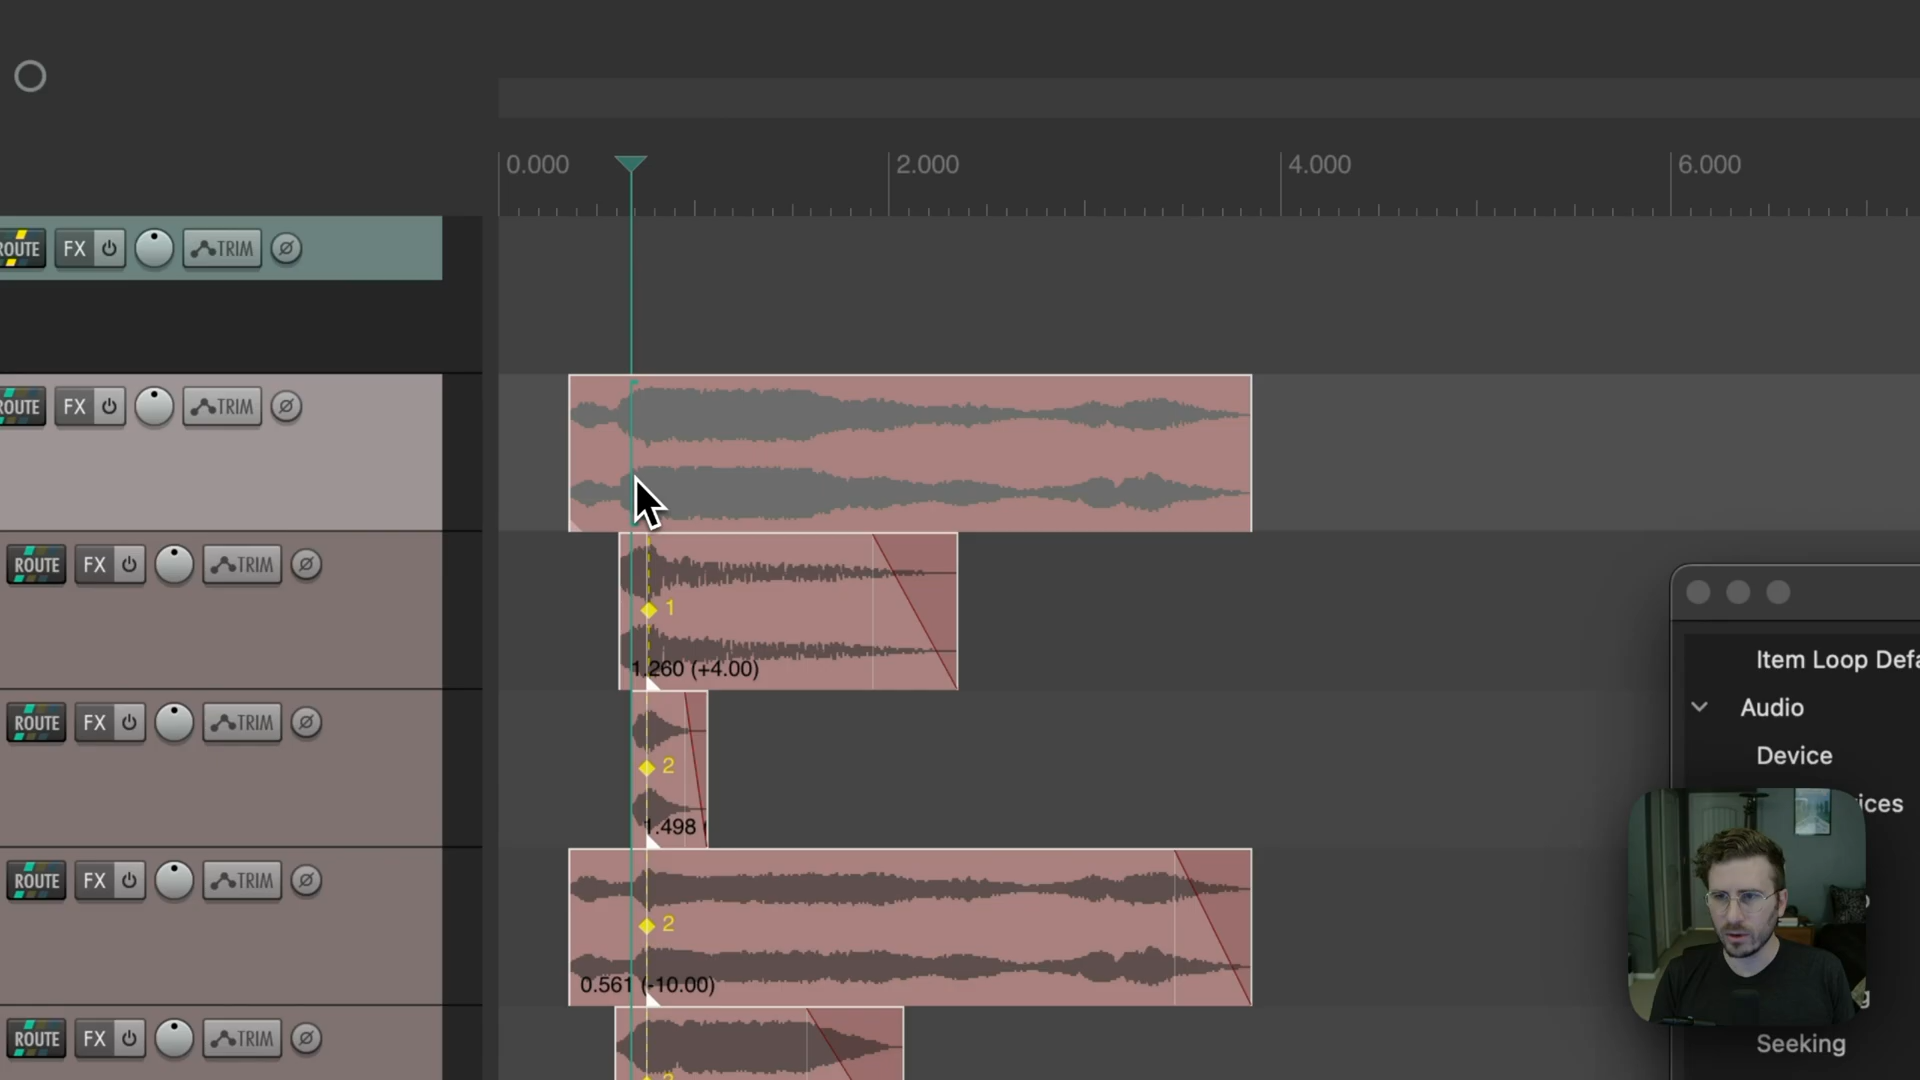 0.000 2.000 4.000 6.000
ROUTE FX TRIM
ROUTE FX TRIM
ROUTE FX TRIM
1
1.260 (+4.00)
ROUTE FX TRIM
2
1.498
ROUTE FX TRIM
2
0.561 (-10.00)
ROUTE FX TRIM
Item Loop Defa
Audio
Device
ices
Seeking